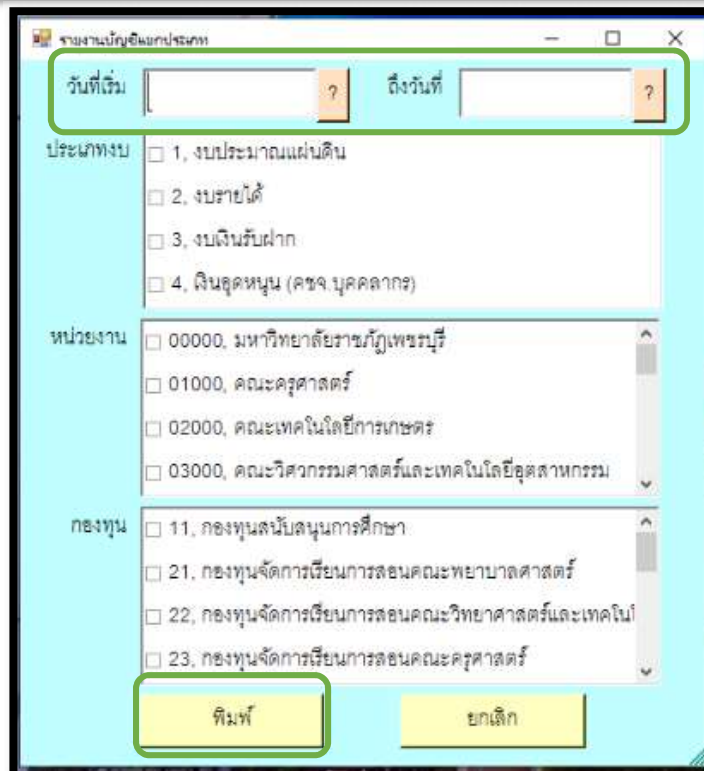 รายงานบัญชีแยกประเภท
วันที่เริ่ม ? ถึงวันที่ ?
ประเภทงบ
1, งบประมาณแผ่นดิน
2, งบรายได้
3, งบเงินรับฝาก
4, เงินอุดหนุน (คชจ.บุคคลากร)
หน่วยงาน
00000, มหาวิทยาลัยราชภัฏเพชรบุรี
01000, คณะครุศาสตร์
02000, คณะเทคโนโลยีการเกษตร
03000, คณะวิศวกรรมศาสตร์และเทคโนโลยีอุตสาหกรรม
กองทุน
11, กองทุนสนับสนุนการศึกษา
21, กองทุนจัดการเรียนการสอนคณะพยาบาลศาสตร์
22, กองทุนจัดการเรียนการสอนคณะวิทยาศาสตร์และเทคโนโ
23, กองทุนจัดการเรียนการสอนคณะครุศาสตร์
พิมพ์ ยกเลิก